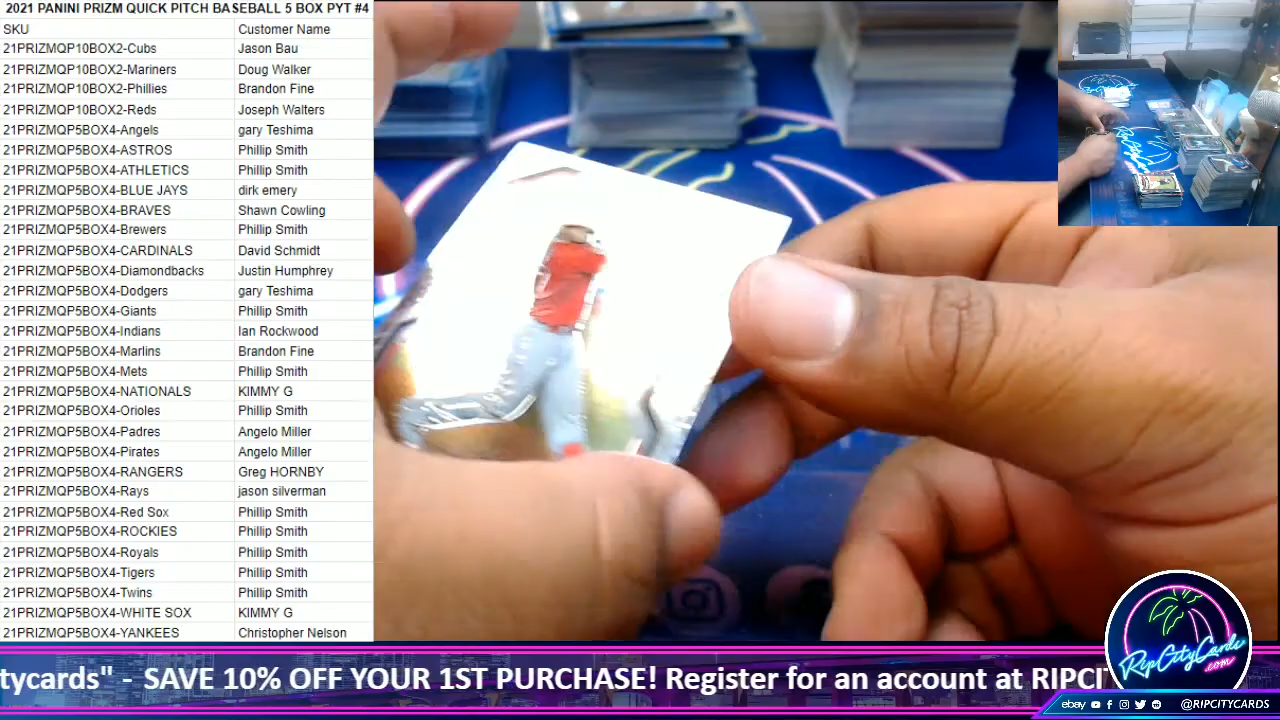 2021 PANINI PRIZM QUICK PITCH BASEBALL 5 BOX PYT #4
SKU Customer Name
21PRIZMQP10BOX2-Cubs Jason Bau
21PRIZMQP10BOX2-Mariners Doug Walker
21PRIZMQP10BOX2-Phillies Brandon Fine
21PRIZMQP10BOX2-Reds Joseph Walters
21PRIZMQP5BOX4-Angels gary Teshima
21PRIZMQP5BOX4-ASTROS Phillip Smith
21PRIZMQP5BOX4-ATHLETICS Phillip Smith
21PRIZMQP5BOX4-BLUE JAYS dirk emery
21PRIZMQP5BOX4-BRAVES Shawn Cowling
21PRIZMQP5BOX4-Brewers Phillip Smith
21PRIZMQP5BOX4-CARDINALS David Schmidt
21PRIZMQP5BOX4-Diamondbacks Justin Humphrey
21PRIZMQP5BOX4-Dodgers gary Teshima
21PRIZMQP5BOX4-Giants Phillip Smith
21PRIZMQP5BOX4-Indians Ian Rockwood
21PRIZMQP5BOX4-Marlins Brandon Fine
21PRIZMQP5BOX4-Mets Phillip Smith
21PRIZMQP5BOX4-NATIONALS KIMMY G
21PRIZMQP5BOX4-Orioles Phillip Smith
21PRIZMQP5BOX4-Padres Angelo Miller
21PRIZMQP5BOX4-Pirates Angelo Miller
21PRIZMQP5BOX4-RANGERS Greg HORNBY
21PRIZMQP5BOX4-Rays jason silverman
21PRIZMQP5BOX4-Red Sox Phillip Smith
21PRIZMQP5BOX4-ROCKIES Phillip Smith
21PRIZMQP5BOX4-Royals Phillip Smith
21PRIZMQP5BOX4-Tigers Phillip Smith
21PRIZMQP5BOX4-Twins Phillip Smith
21PRIZMQP5BOX4-WHITE SOX KIMMY G
21PRIZMQP5BOX4-YANKEES Christopher Nelson
tycards" - SAVE 10% OFF YOUR 1ST PURCHASE! Register for an account at RIPCI
RipCityCards
.com
ebay @RIPCITYCARDS